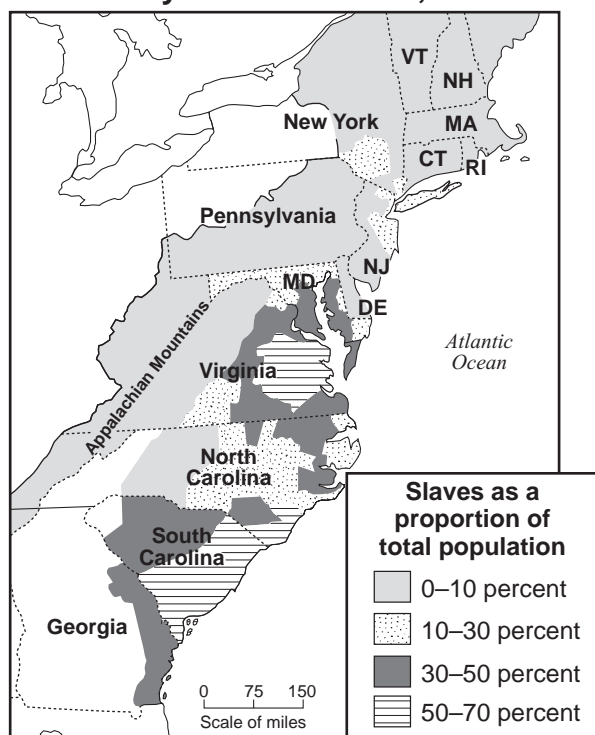 VT
NH
New York
MA
CT
RI
Pennsylvania
NJ
MD
DE
Appalachian Mountains
Atlantic
Ocean
Virginia
North
Carolina
South
Carolina
Georgia
0 75 150
Scale of miles
Slaves as a
proportion of
total population
0–10 percent
10–30 percent
30–50 percent
50–70 percent